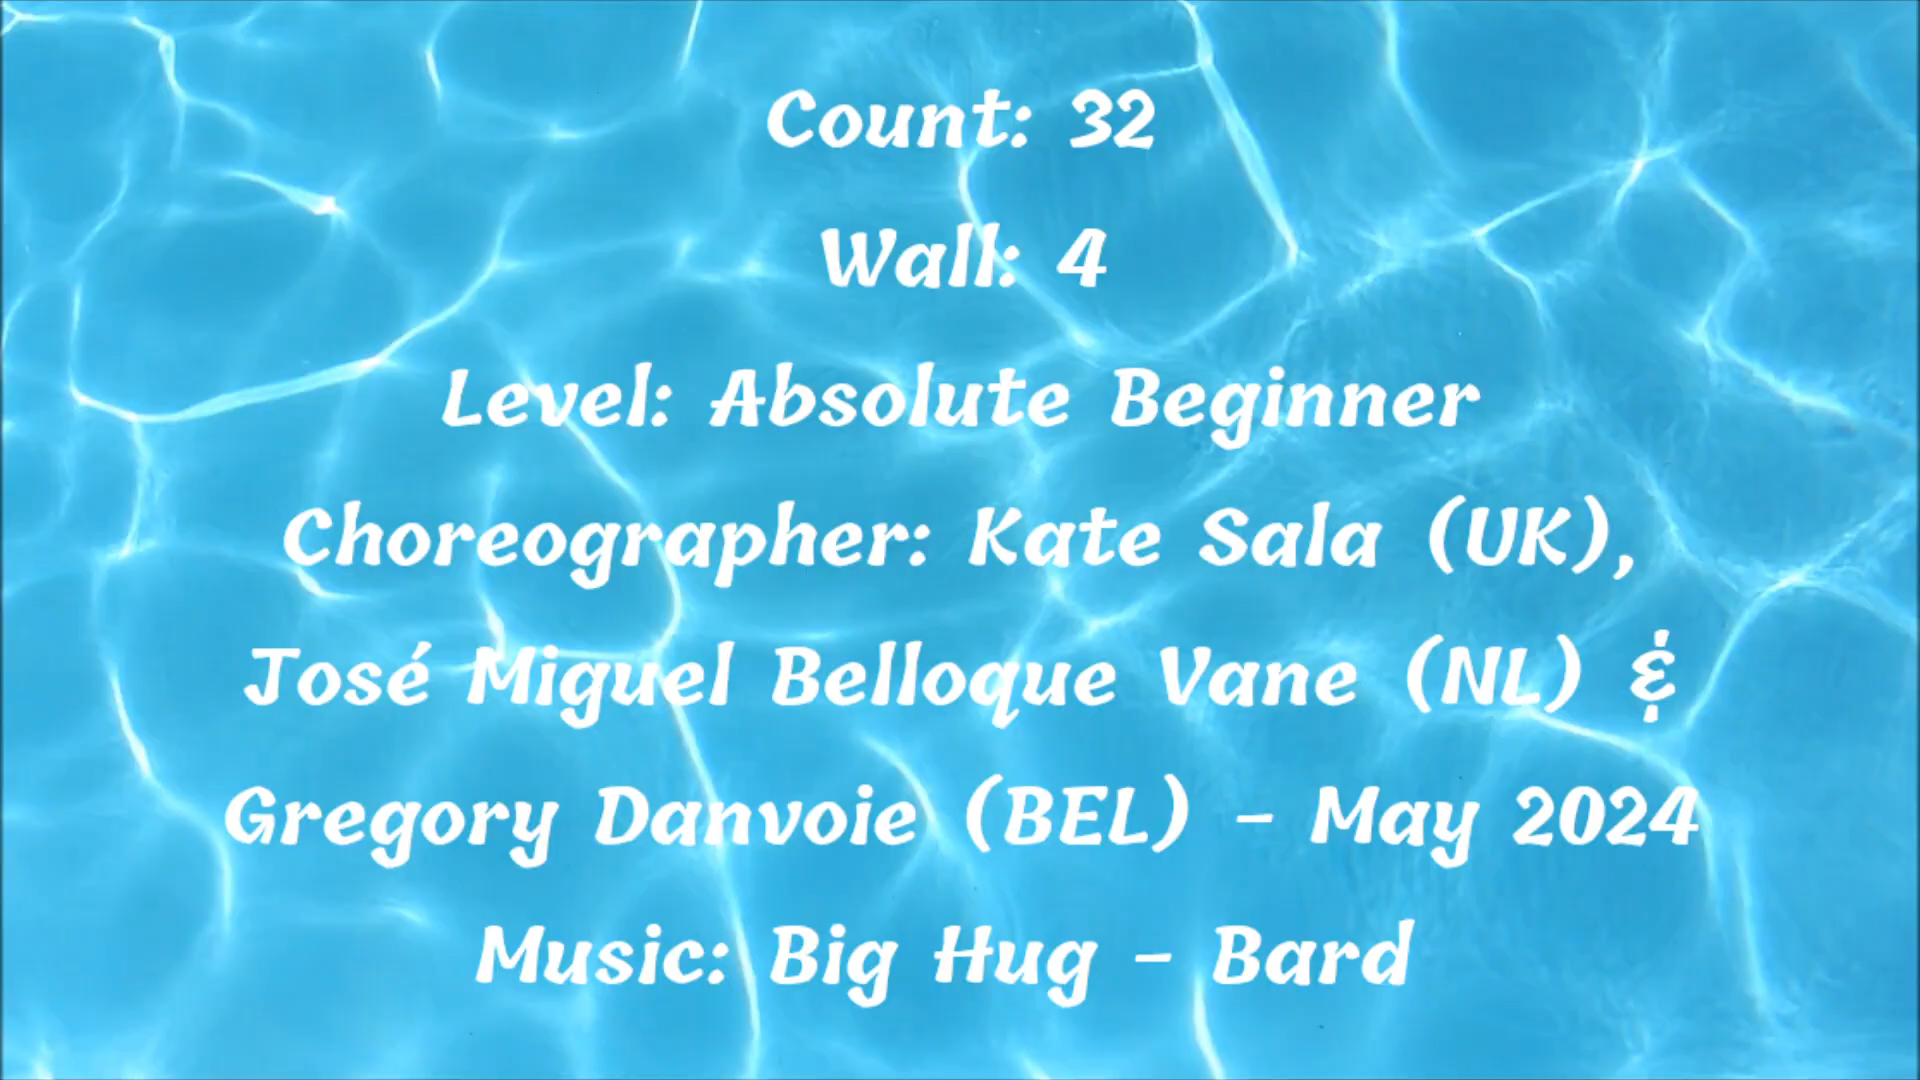 Count: 32
Wall: 4
Level: Absolute Beginner
Choreographer: Kate Sala (UK),
José Miguel Belloque Vane (NL) &
Gregory Danvoie (BEL) - May 2024
Music: Big Hug - Bard